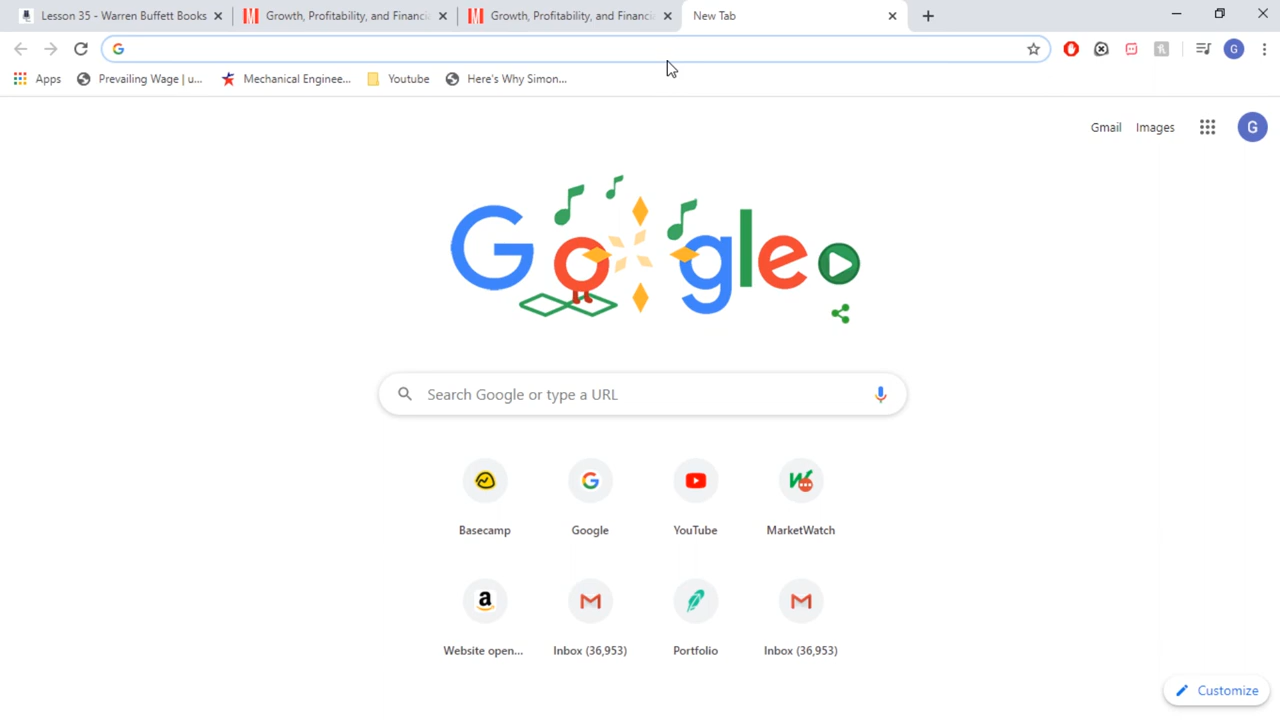 Lesson 35 - Warren Buffett Books
Growth, Profitability, and Financi
Growth, Profitability, and Financi
New Tab
Apps
Prevailing Wage | u...
Mechanical Enginee...
Youtube
Here's Why Simon...
G
Gmail
Images
G
Google
Search Google or type a URL
Basecamp
Google
YouTube
MarketWatch
Website open...
Inbox (36,953)
Portfolio
Inbox (36,953)
Customize